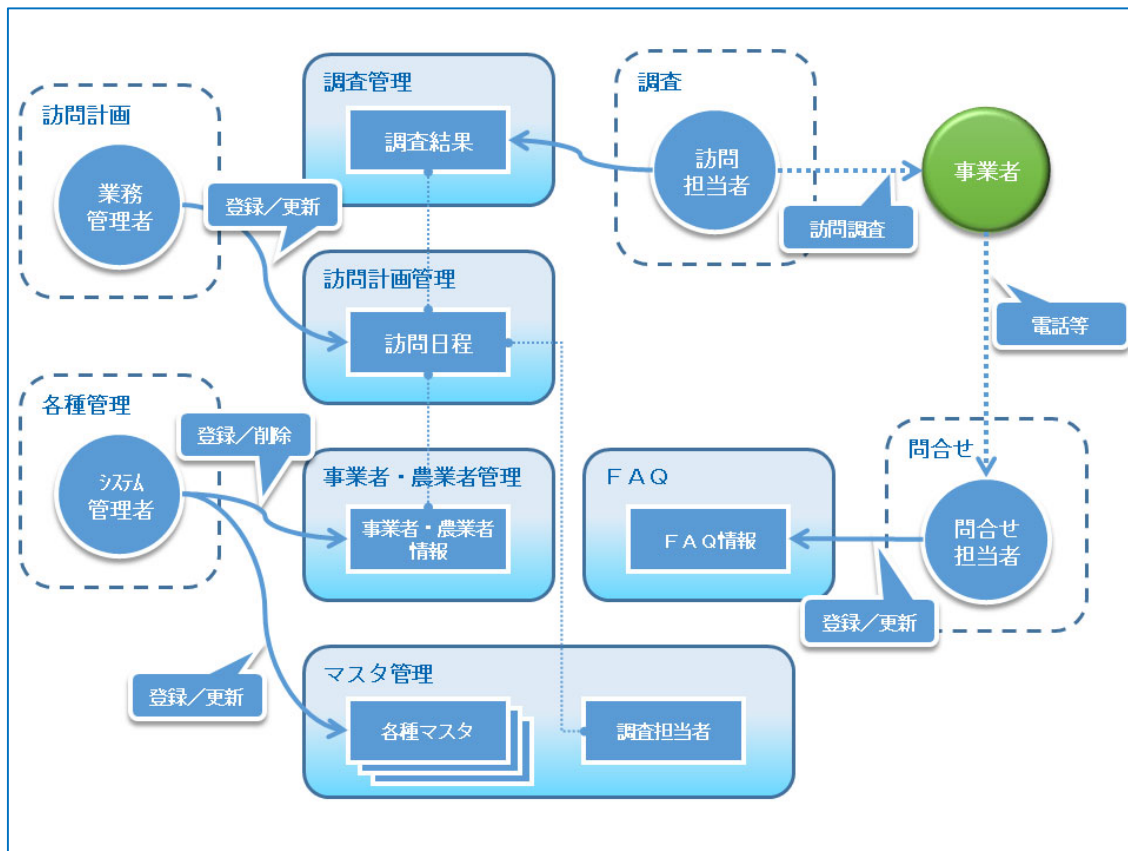 訪問計画
業務
管理者
登録／更新
調査管理
調査結果
調査
訪問
担当者
訪問調査
事業者
電話等
訪問計画管理
訪問日程
各種管理
システム
管理者
登録／削除
事業者・農業者管理
事業者・農業者
情報
ＦＡＱ
ＦＡＱ情報
問合せ
問合せ
担当者
登録／更新
登録／更新
マスタ管理
各種マスタ
調査担当者